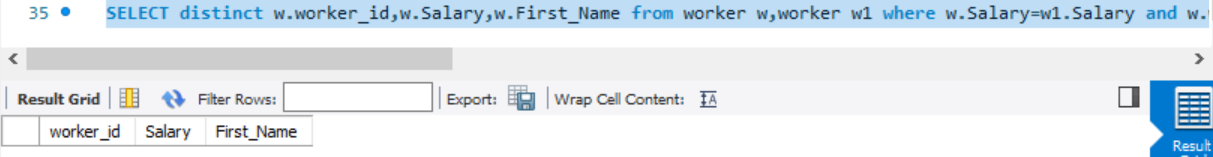 35 SELECT distinct w.worker_id,w.Salary,w.First_Name from worker w,worker w1 where w.Salary=w1.Salary and w.
Result Grid Filter Rows: Export: Wrap Cell Content: IA
worker_id Salary First_Name
Result